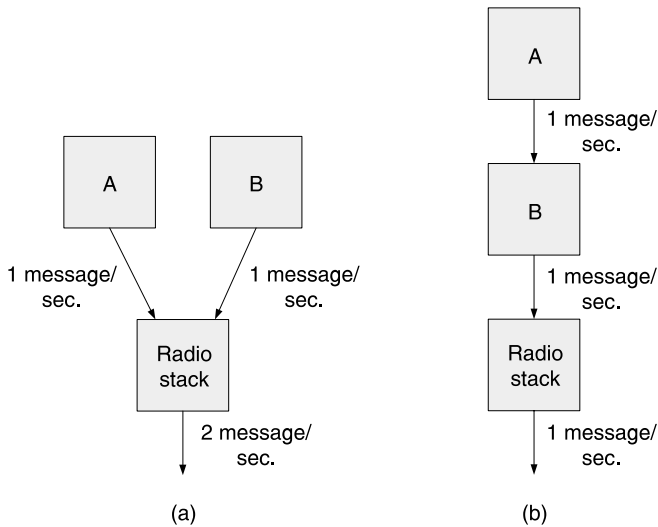 A
B
1 message/
sec.
1 message/
sec.
Radio
stack
2 message/
sec.
(a)
A
1 message/
sec.
B
1 message/
sec.
Radio
stack
1 message/
sec.
(b)